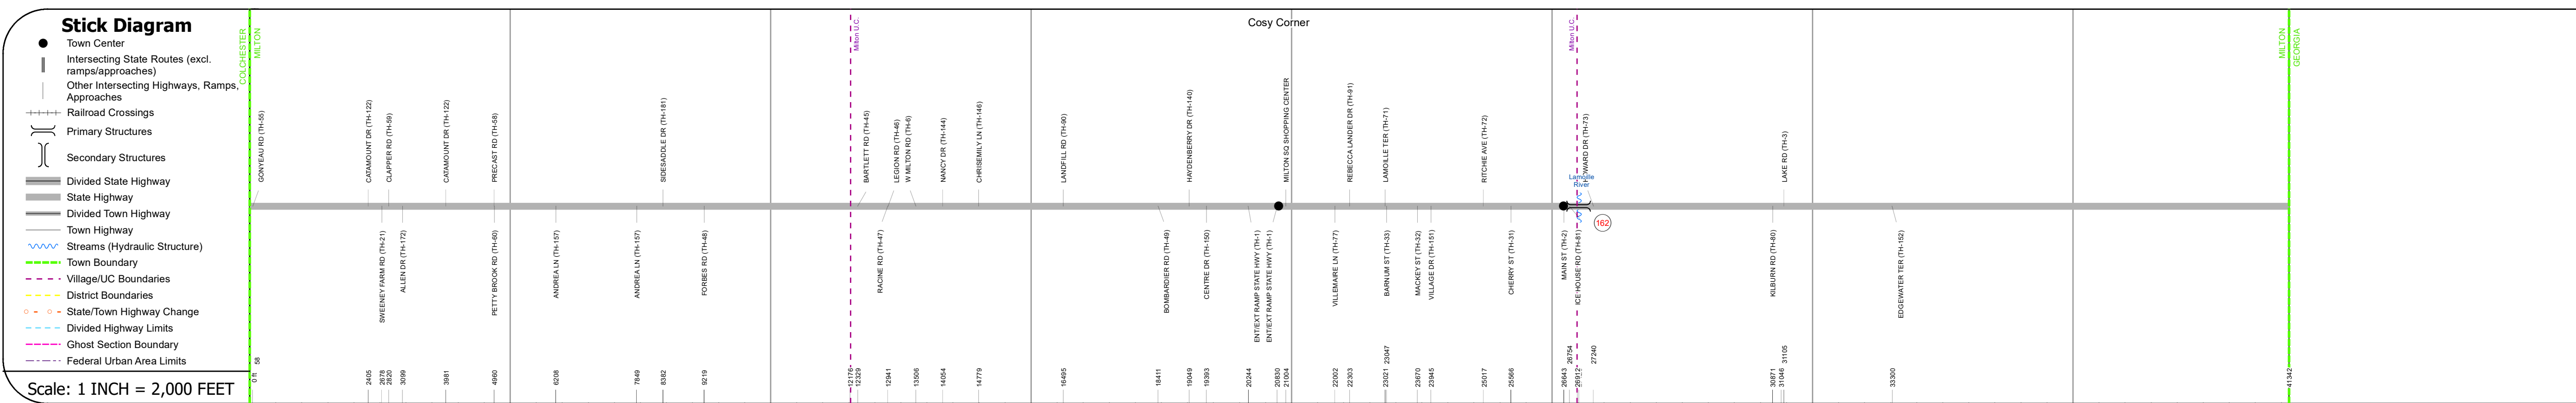 Stick Diagram
Town Center
Intersecting State Routes (excl.
ramps/approaches)
Other Intersecting Highways, Ramps,
Approaches
Railroad Crossings
Primary Structures
Secondary Structures
Divided State Highway
State Highway
Divided Town Highway
Town Highway
Streams (Hydraulic Structure)
Town Boundary
Village/UC Boundaries
District Boundaries
State/Town Highway Change
Divided Highway Limits
Ghost Section Boundary
Federal Urban Area Limits
Scale: 1 INCH = 2,000 FEET
COLCHESTER
MILTON
Milton U.C.
Cosy Corner
Milton U.C.
MILTON
GEORGIA
GONYEAU RD (TH-55)
CATAMOUNT DR (TH-122)
CLAPPER RD (TH-59)
CATAMOUNT DR (TH-122)
PRECAST RD (TH-58)
SIDESADDLE DR (TH-181)
BARTLETT RD (TH-45)
LEGION RD (TH-46)
W MILTON RD (TH-6)
NANCY DR (TH-144)
CHRISEMILY LN (TH-146)
LANDFILL RD (TH-90)
HAYDENBERRY DR (TH-140)
MILTON SQ SHOPPING CENTER
REBECCA LANDER DR (TH-91)
LAMOILLE TER (TH-71)
RITCHIE AVE (TH-72)
HOWARD DR (TH-73)
LAKE RD (TH-3)
Lamoille
River
162
SWEENEY FARM RD (TH-21)
ALLEN DR (TH-172)
PETTY BROOK RD (TH-60)
ANDREA LN (TH-157)
ANDREA LN (TH-157)
FORBES RD (TH-48)
RACINE RD (TH-47)
BOMBARDIER RD (TH-49)
CENTRE DR (TH-150)
ENT/EXT RAMP STATE HWY (TH-1)
ENT/EXT RAMP STATE HWY (TH-1)
VILLEMAIRE LN (TH-77)
BARNUM ST (TH-33)
MACKEY ST (TH-32)
VILLAGE DR (TH-151)
CHERRY ST (TH-31)
MAIN ST (TH-2)
ICE HOUSE RD (TH-81)
KILBURN RD (TH-80)
EDGEWATER TER (TH-152)
0 ft
58
2405
2678
2820
3099
3981
4960
6208
7849
8382
9219
12176
12329
12941
13506
14054
14779
16495
18411
19049
19393
20244
20830
21004
22002
22303
23021
23047
23670
23945
25017
25566
26643
26754
26912
27240
30871
31046
31105
33300
41342